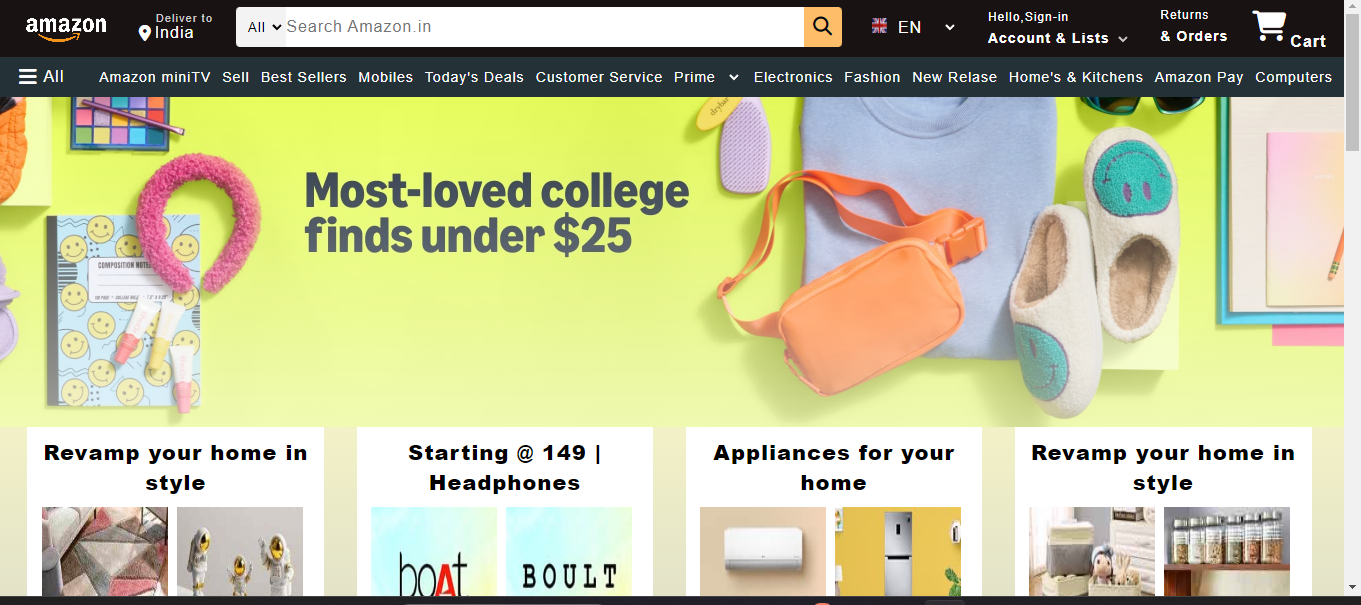 amazon
Deliver to
India
All
Search Amazon.in
EN
Hello,Sign-in
Account & Lists
Returns
& Orders
Cart
All
Amazon miniTV Sell Best Sellers Mobiles Today's Deals Customer Service Prime Electronics Fashion New Relase Home's & Kitchens Amazon Pay Computers
drybar
Most-loved college
finds under $25
COMPOSITION NOTE
Revamp your home in
style
Starting @ 149 |
Headphones
Appliances for your
home
Revamp your home in
style
boAt
BOULT